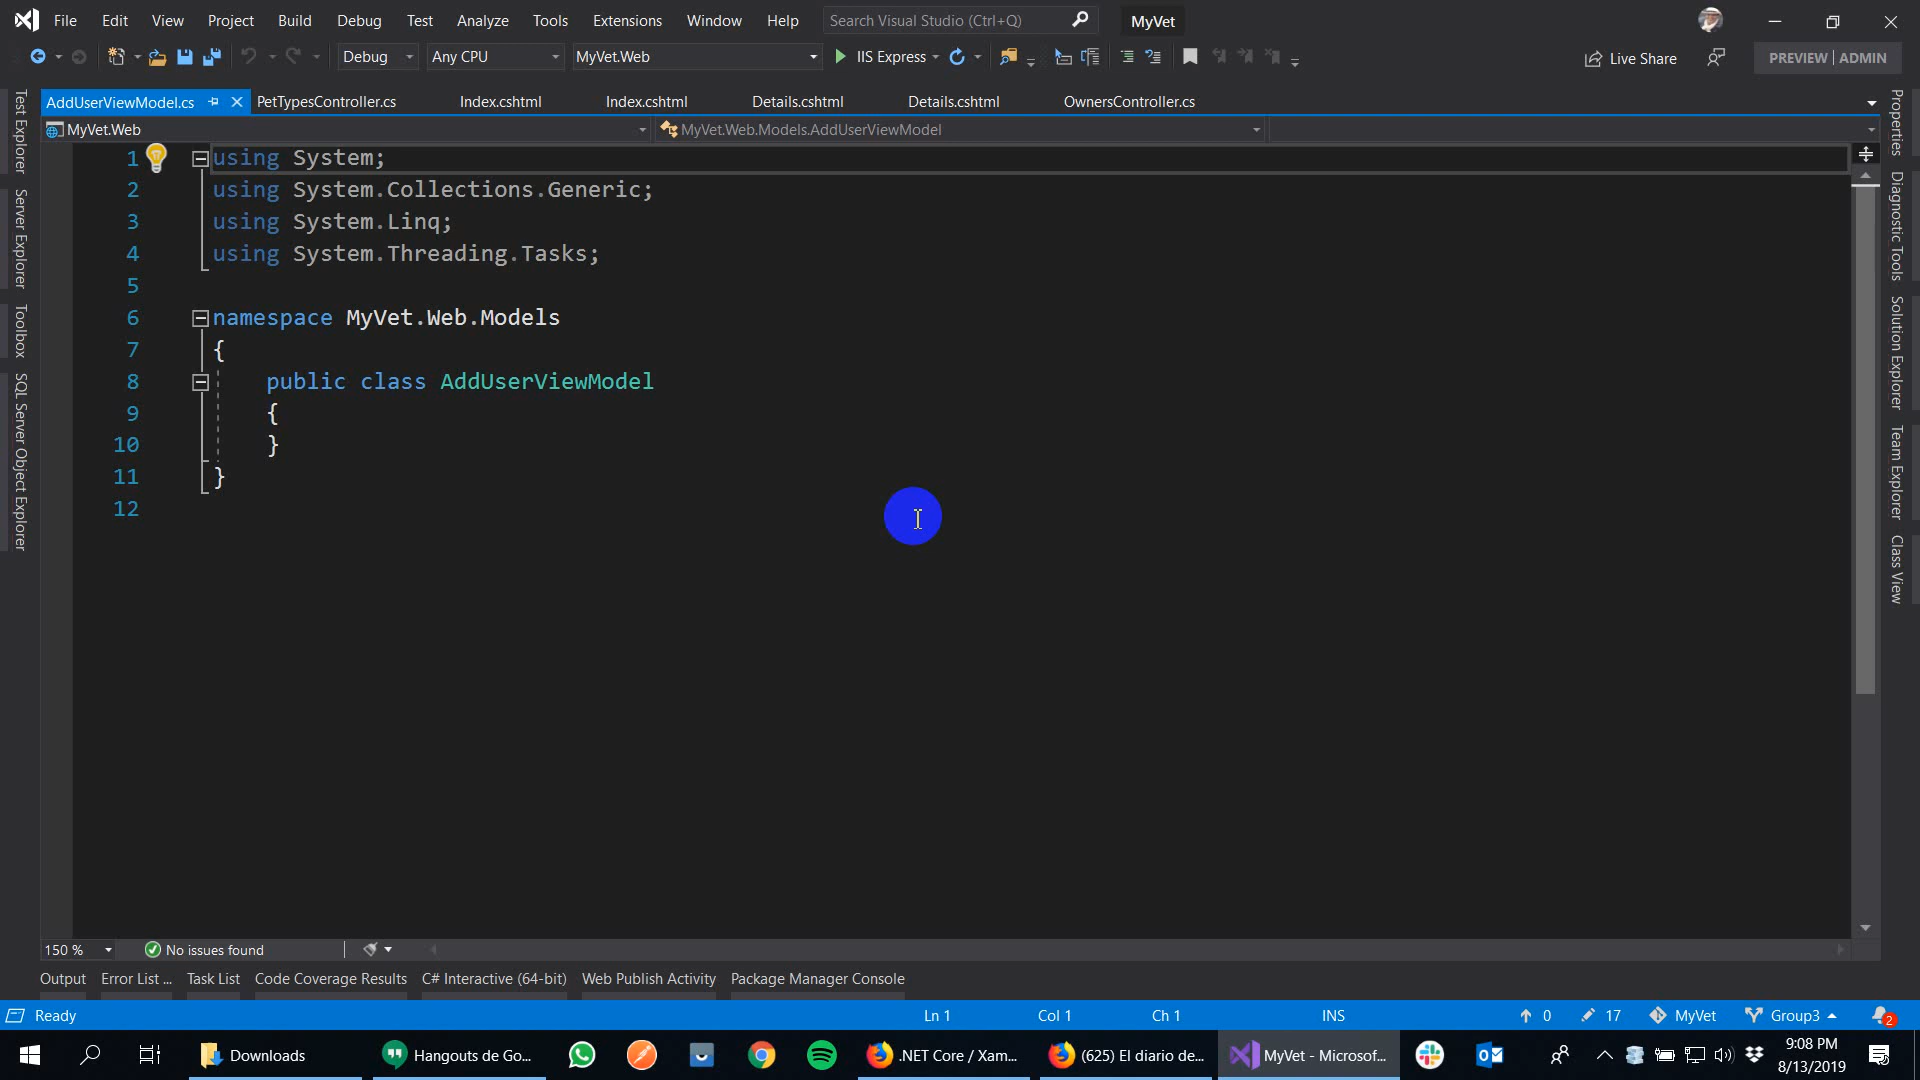 File Edit View Project Build Debug Test Analyze Tools Extensions Window Help Search Visual Studio (Ctrl+Q) MyVet
Debug Any CPU MyVet.Web IIS Express Live Share PREVIEW ADMIN
AddUserViewModel.cs PetTypesController.cs Index.cshtml Index.cshtml Details.cshtml Details.cshtml OwnersController.cs
MyVet.Web MyVet.Web.Models.AddUserViewModel
Test Explorer
Server Explorer
Toolbox
SQL Server Object Explorer
1 using System;
2 using System.Collections.Generic;
3 using System.Linq;
4 using System.Threading.Tasks;
5
6 namespace MyVet.Web.Models
7 {
8 public class AddUserViewModel
9 {
10 }
11 }
12
Properties
Diagnostic Tools
Solution Explorer
Team Explorer
Class View
150 % No issues found
Output Error List ... Task List Code Coverage Results C# Interactive (64-bit) Web Publish Activity Package Manager Console
Ready Ln 1 Col 1 Ch 1 INS 0 17 MyVet Group3 2
Downloads Hangouts de Go... .NET Core / Xam... (625) El diario de... MyVet - Microsof... 9:08 PM
8/13/2019